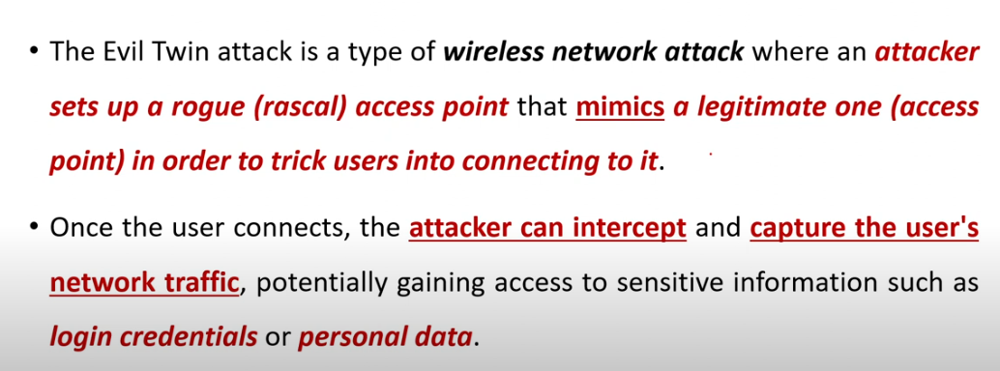 • The Evil Twin attack is a type of wireless network attack where an attacker
sets up a rogue (rascal) access point that mimics a legitimate one (access
point) in order to trick users into connecting to it.
• Once the user connects, the attacker can intercept and capture the user's
network traffic, potentially gaining access to sensitive information such as
login credentials or personal data.